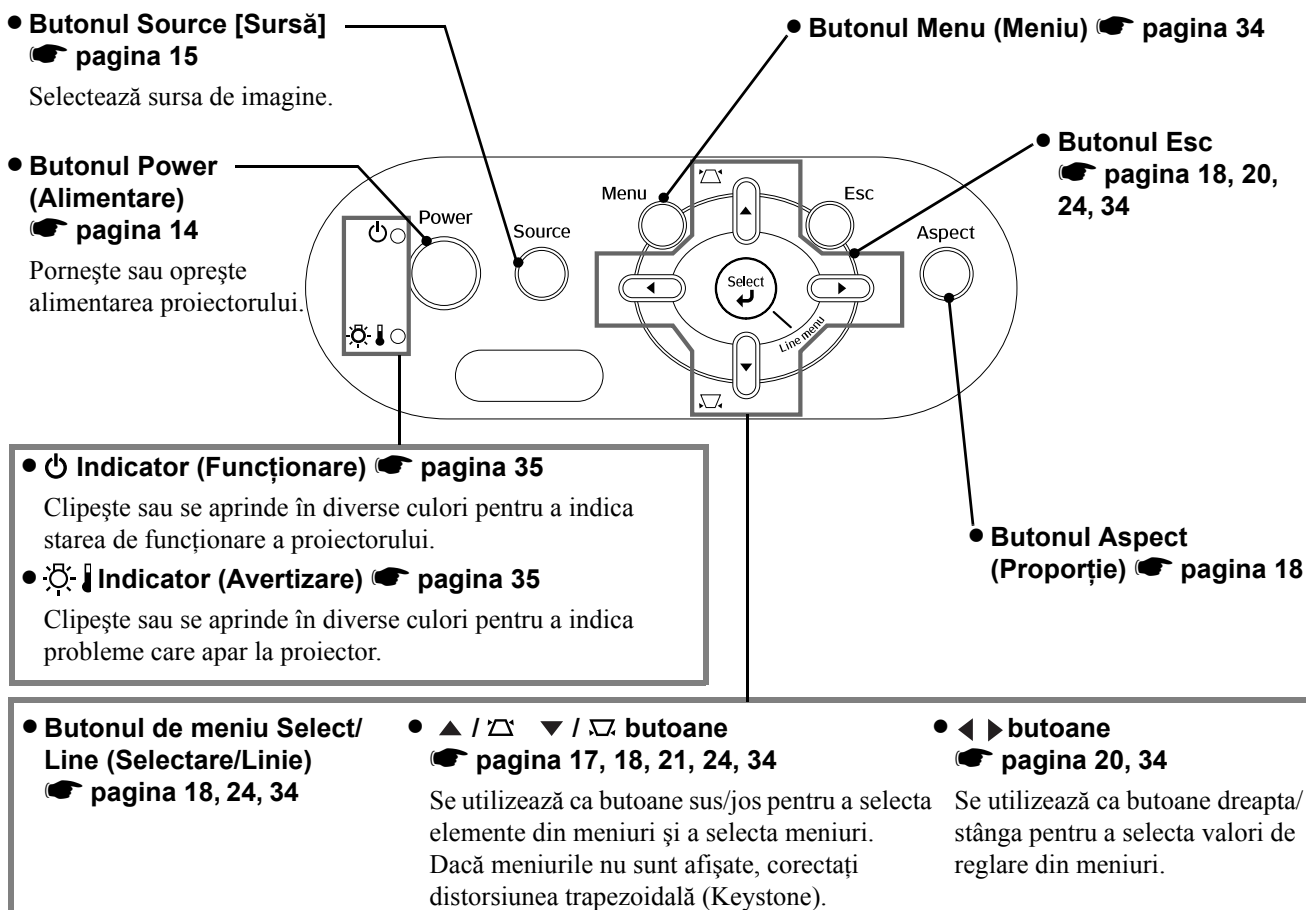 ● Butonul Source [Sursă]
☛ pagina 15
Selectează sursa de imagine.
● Butonul Power
(Alimentare)
☛ pagina 14
Porneşte sau opreşte
alimentarea proiectorului.
● Butonul Menu (Meniu) ☛ pagina 34
● Butonul Esc
☛ pagina 18, 20,
24, 34
Power
Source
Menu
Esc
Aspect
Select
Line menu
● Butonul Aspect
(Proporţie) ☛ pagina 18
● Indicator (Funcţionare) ☛ pagina 35
Clipeşte sau se aprinde în diverse culori pentru a indica
starea de funcţionare a proiectorului.
● Indicator (Avertizare) ☛ pagina 35
Clipeşte sau se aprinde în diverse culori pentru a indica
probleme care apar la proiector.
● Butonul de meniu Select/
Line (Selectare/Linie)
☛ pagina 18, 24, 34
● ▲ / ▼ / butoane
☛ pagina 17, 18, 21, 24, 34
Se utilizează ca butoane sus/jos pentru a selecta
elemente din meniuri şi a selecta meniuri.
Dacă meniurile nu sunt afişate, corectaţi
distorsiunea trapezoidală (Keystone).
● ◀ ▶ butoane
☛ pagina 20, 34
Se utilizează ca butoane dreapta/
stânga pentru a selecta valori de
reglare din meniuri.